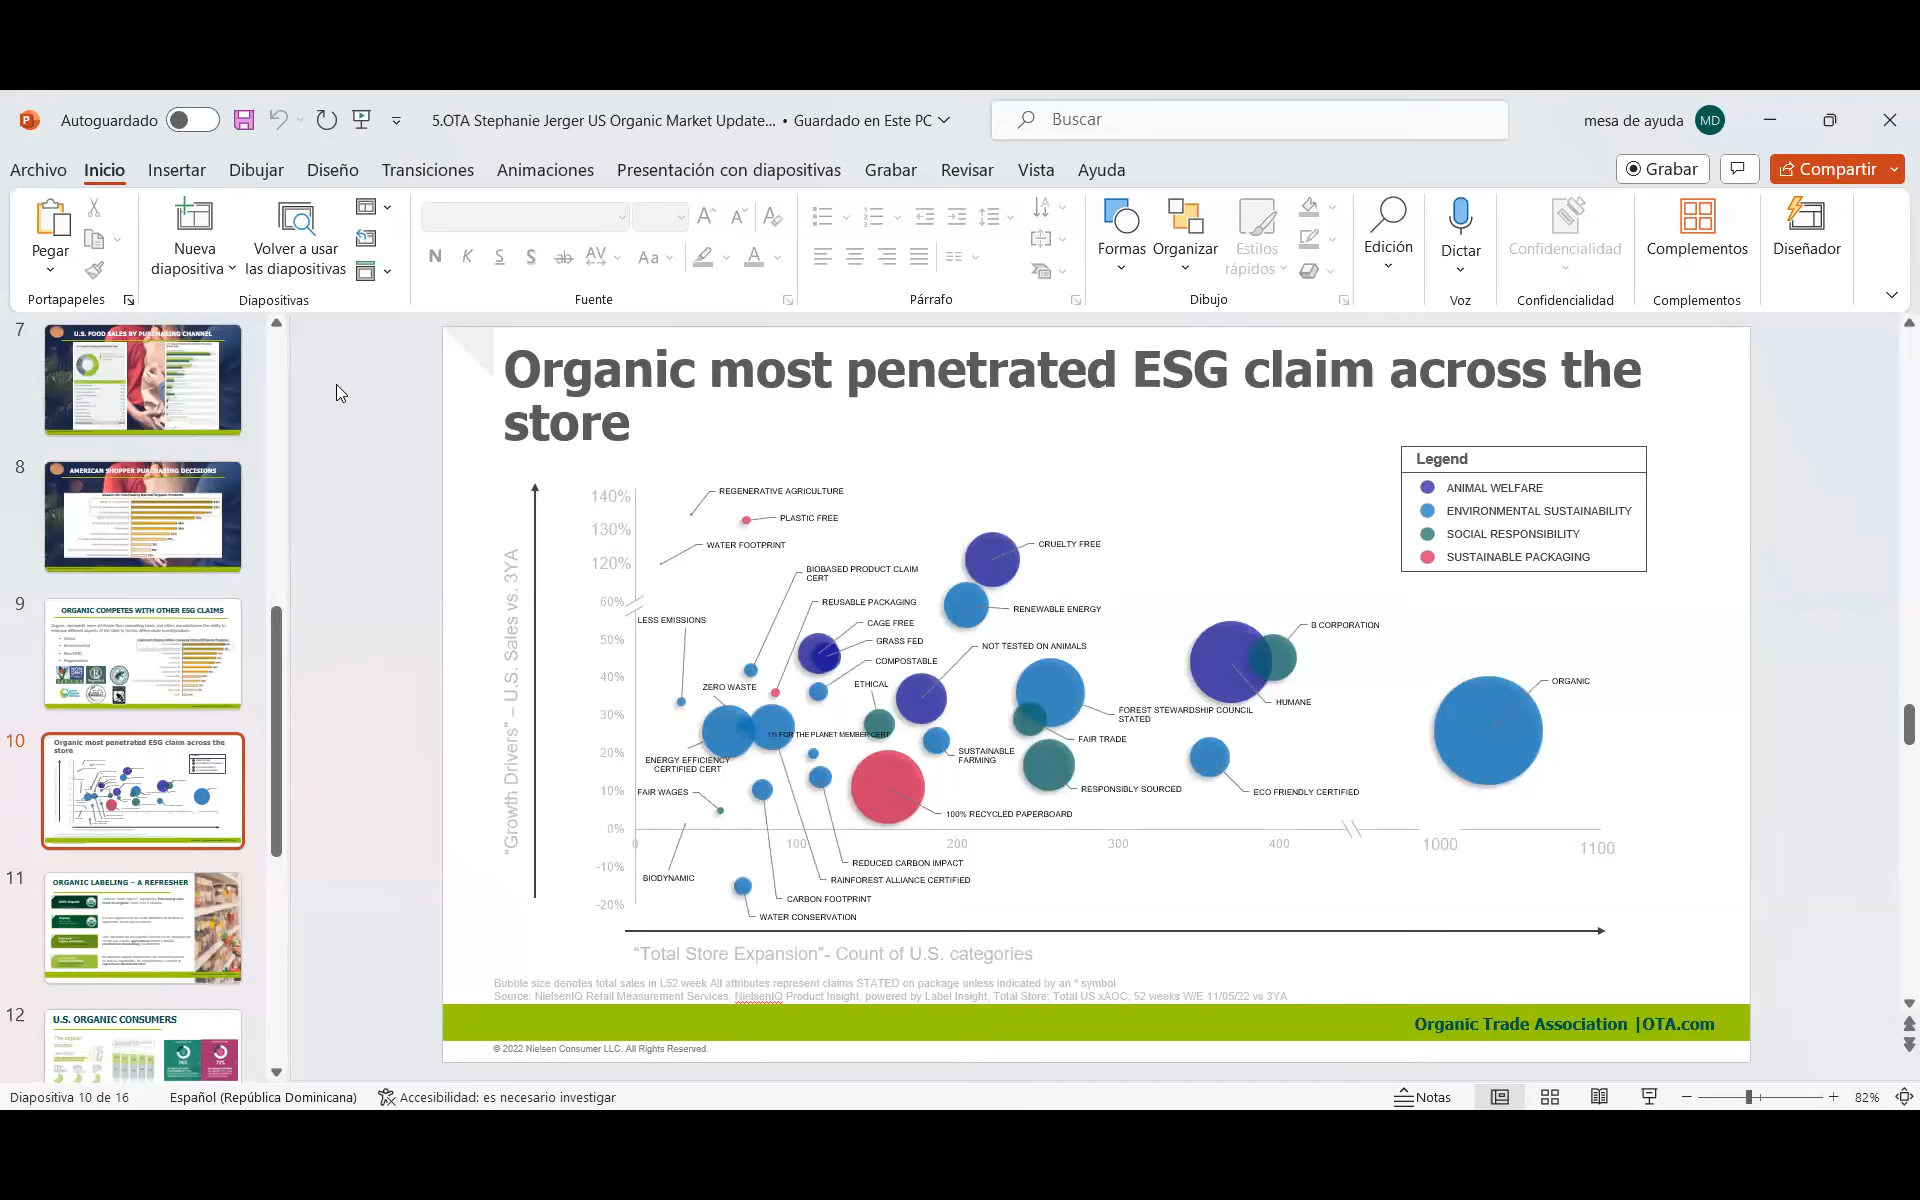 Autoguardado
5.OTA Stephanie Jerger US Organic Market Update... • Guardado en Este PC
Buscar
mesa de ayuda
MD
Archivo
Inicio
Insertar
Dibujar
Diseño
Transiciones
Animaciones
Presentación con diapositivas
Grabar
Revisar
Vista
Ayuda
Grabar
Compartir
Pegar
Nueva
diapositiva
Volver a usar
las diapositivas
Formas
Organizar
Estilos
rápidos
Edición
Dictar
Confidencialidad
Complementos
Diseñador
Portapapeles
Diapositivas
Fuente
Párrafo
Dibujo
Voz
Confidencialidad
Complementos
7
U.S. FOOD SALES BY PURCHASING CHANNEL
8
AMERICAN SHOPPER PURCHASING DECISIONS
9
ORGANIC COMPETES WITH OTHER ESG CLAIMS
10
Organic most penetrated ESG claim across the
store
11
ORGANIC LABELING – A REFRESHER
12
U.S. ORGANIC CONSUMERS
Organic most penetrated ESG claim across the
store
Legend
ANIMAL WELFARE
ENVIRONMENTAL SUSTAINABILITY
SOCIAL RESPONSIBILITY
SUSTAINABLE PACKAGING
"Growth Drivers" – U.S. Sales vs. 3YA
140%
130%
120%
60%
50%
40%
30%
20%
10%
0%
-10%
-20%
REGENERATIVE AGRICULTURE
PLASTIC FREE
WATER FOOTPRINT
BIOBASED PRODUCT CLAIM
CERT
REUSABLE PACKAGING
LESS EMISSIONS
CAGE FREE
GRASS FED
COMPOSTABLE
ZERO WASTE
ETHICAL
NOT TESTED ON ANIMALS
CRUELTY FREE
RENEWABLE ENERGY
B CORPORATION
HUMANE
ORGANIC
FOREST STEWARDSHIP COUNCIL
STATED
FAIR TRADE
1% FOR THE PLANET MEMBER CERT
SUSTAINABLE
FARMING
ENERGY EFFICIENCY
CERTIFIED CERT
RESPONSIBLY SOURCED
ECO FRIENDLY CERTIFIED
FAIR WAGES
100% RECYCLED PAPERBOARD
BIODYNAMIC
REDUCED CARBON IMPACT
RAINFOREST ALLIANCE CERTIFIED
CARBON FOOTPRINT
WATER CONSERVATION
0
100
200
300
400
1000
1100
"Total Store Expansion"- Count of U.S. categories
Bubble size denotes total sales in L52 week All attributes represent claims STATED on package unless indicated by an * symbol
Source: NielsenIQ Retail Measurement Services, NielsenIQ Product Insight, powered by Label Insight, Total Store: Total US xAOC; 52 weeks W/E 11/05/22 vs 3YA
Organic Trade Association |OTA.com
© 2022 Nielsen Consumer LLC. All Rights Reserved.
Diapositiva 10 de 16
Español (República Dominicana)
Accesibilidad: es necesario investigar
Notas
82%